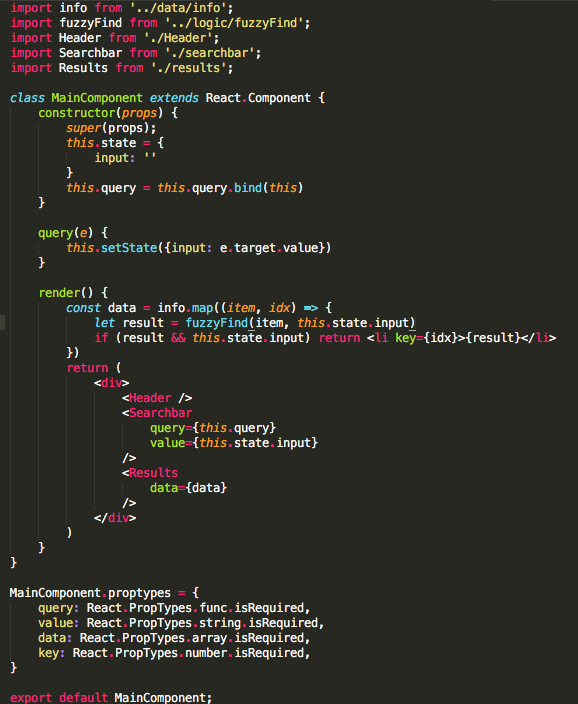 import info from '../data/info';
import fuzzyFind from '../logic/fuzzyFind';
import Header from './Header';
import Searchbar from './searchbar';
import Results from './results';
class MainComponent extends React.Component {
constructor(props) {
super(props);
this.state = {
input: ''
}
this.query = this.query.bind(this)
}
query(e) {
this.setState({input: e.target.value})
}
render() {
const data = info.map((item, idx) => {
let result = fuzzyFind(item, this.state.input)
if (result && this.state.input) return <li key={idx}>{result}</li>
})
return (
<div>
<Header />
<Searchbar
query={this.query}
value={this.state.input}
/>
<Results
data={data}
/>
</div>
)
}
}
MainComponent.proptypes = {
query: React.PropTypes.func.isRequired,
value: React.PropTypes.string.isRequired,
data: React.PropTypes.array.isRequired,
key: React.PropTypes.number.isRequired,
}
export default MainComponent;